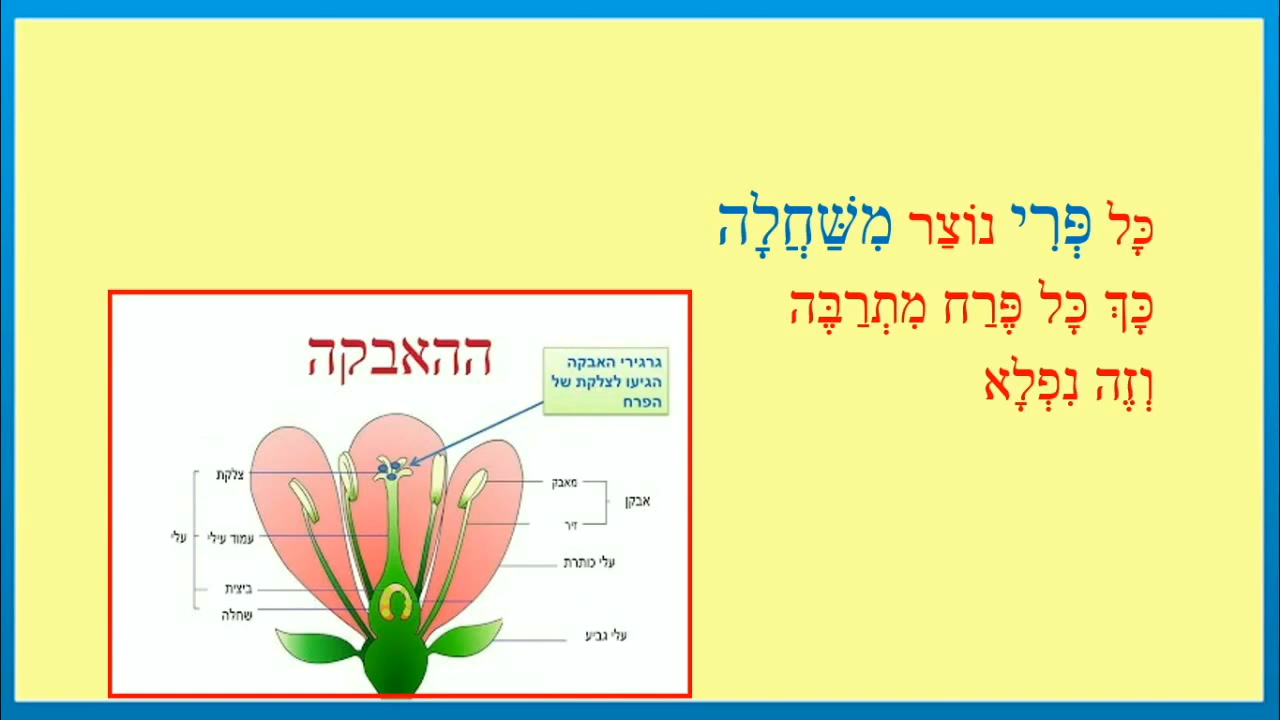 כָּל פְּרִי נוֹצַר מִשַּׁחֲלָה
כָּךְ כָּל פֶּרַח מִתְרַבֶּה
וְזֶה נִפְלָא
ההאבקה
גרגירי האבקה
הגיעו לצלקת של
הפרח
צלקת
עמוד עילי
עלי
ביצית
שחלה
מאבק
אבקן
זיר
עלי כותרת
עלי גביע